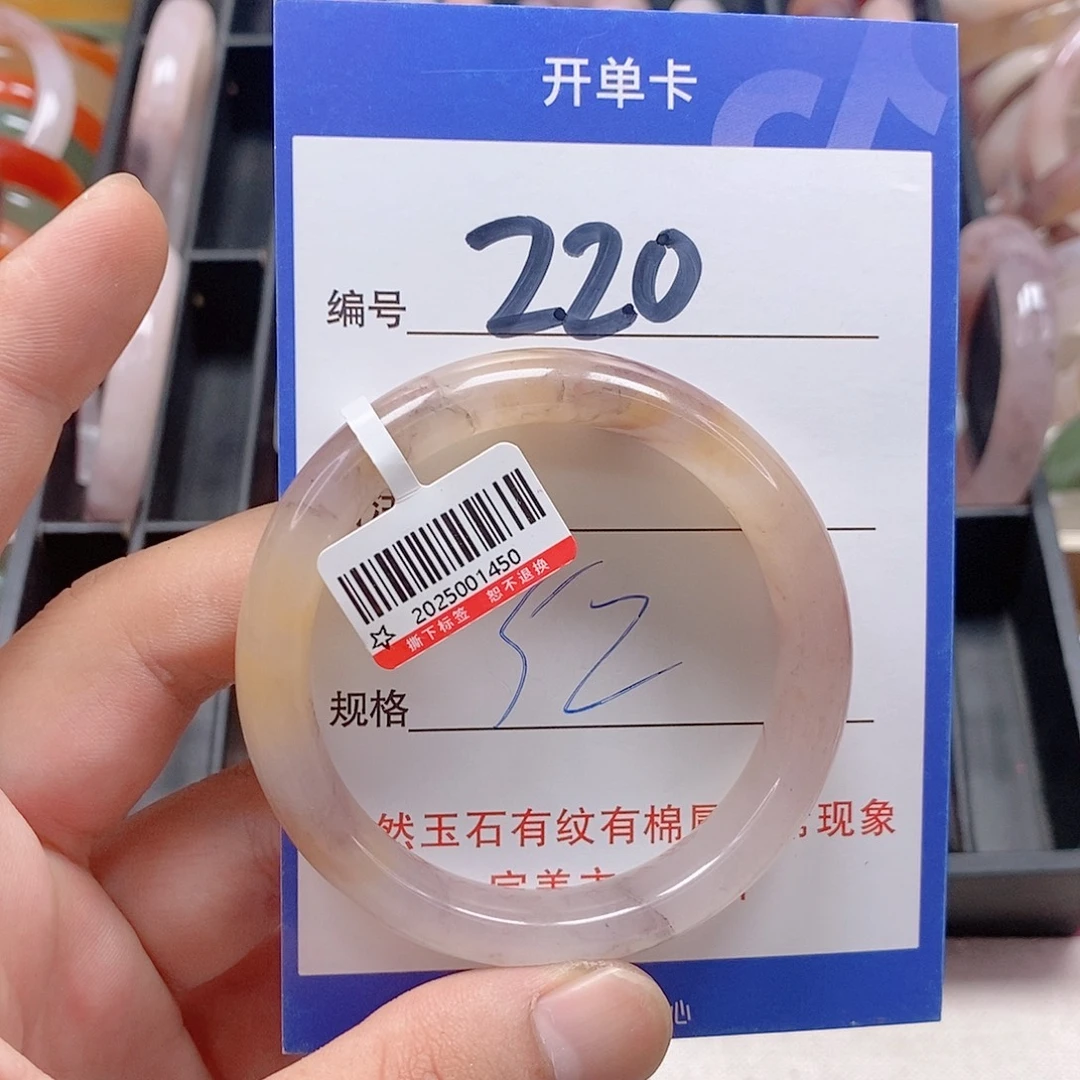 开单卡
编号 220
2025001450
撕下标签 恕不退换
规格 52
然玉石有纹有棉 现象
心